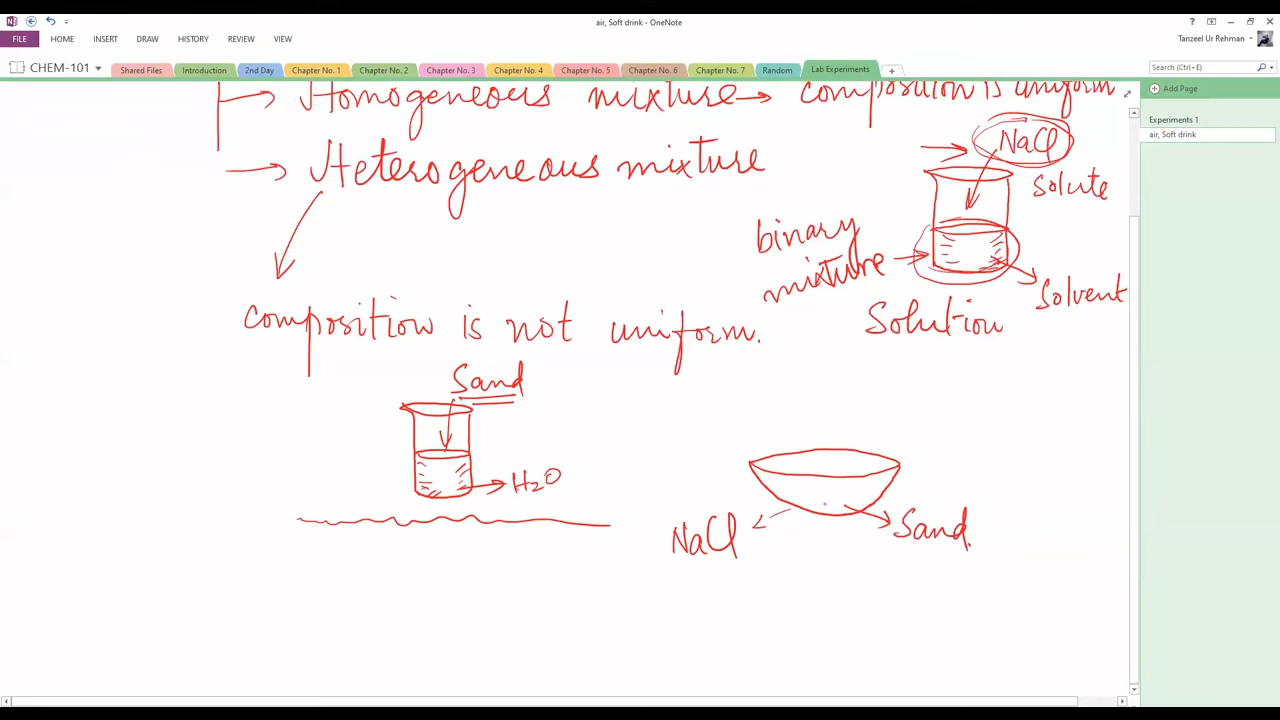 air, Soft drink - OneNote
FILE HOME INSERT DRAW HISTORY REVIEW VIEW
Tanzeel Ur Rehman
CHEM-101
Shared Files Introduction 2nd Day Chapter No. 1 Chapter No. 2 Chapter No. 3 Chapter No. 4 Chapter No. 5 Chapter No. 6 Chapter No. 7 Random Lab Experiments
Search (Ctrl+E)
Add Page
Experiments 1
air, Soft drink
Homogeneous mixture → composition is uniform
→ Heterogeneous mixture
NaCl
Solute
binary
mixture
Solvent
Solution
composition is not uniform.
Sand
H2O
NaCl
Sand.